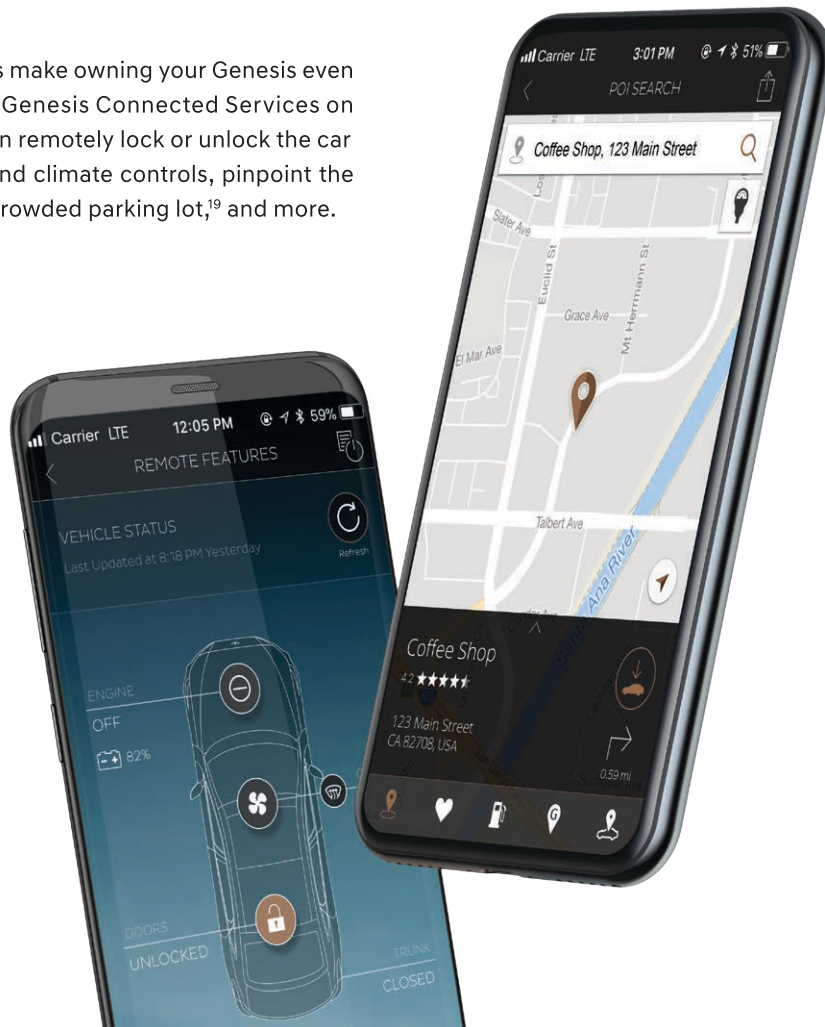 s make owning your Genesis even
Genesis Connected Services on
n remotely lock or unlock the car
nd climate controls, pinpoint the
rowded parking lot,¹⁹ and more.
Carrier LTE 3:01 PM 51%
POI SEARCH
Coffee Shop, 123 Main Street
Slater Ave
Euclid St
Mt Herrmann St
Grace Ave
El Mar Ave
Talbert Ave
Santa Ana River
Coffee Shop
4.2
123 Main Street
CA 82708, USA
0.59 mi
G
Carrier LTE 12:05 PM 59%
REMOTE FEATURES
VEHICLE STATUS
Last Updated at 8:18 PM Yesterday
Refresh
ENGINE
OFF
82%
DOORS
UNLOCKED
TRUNK
CLOSED